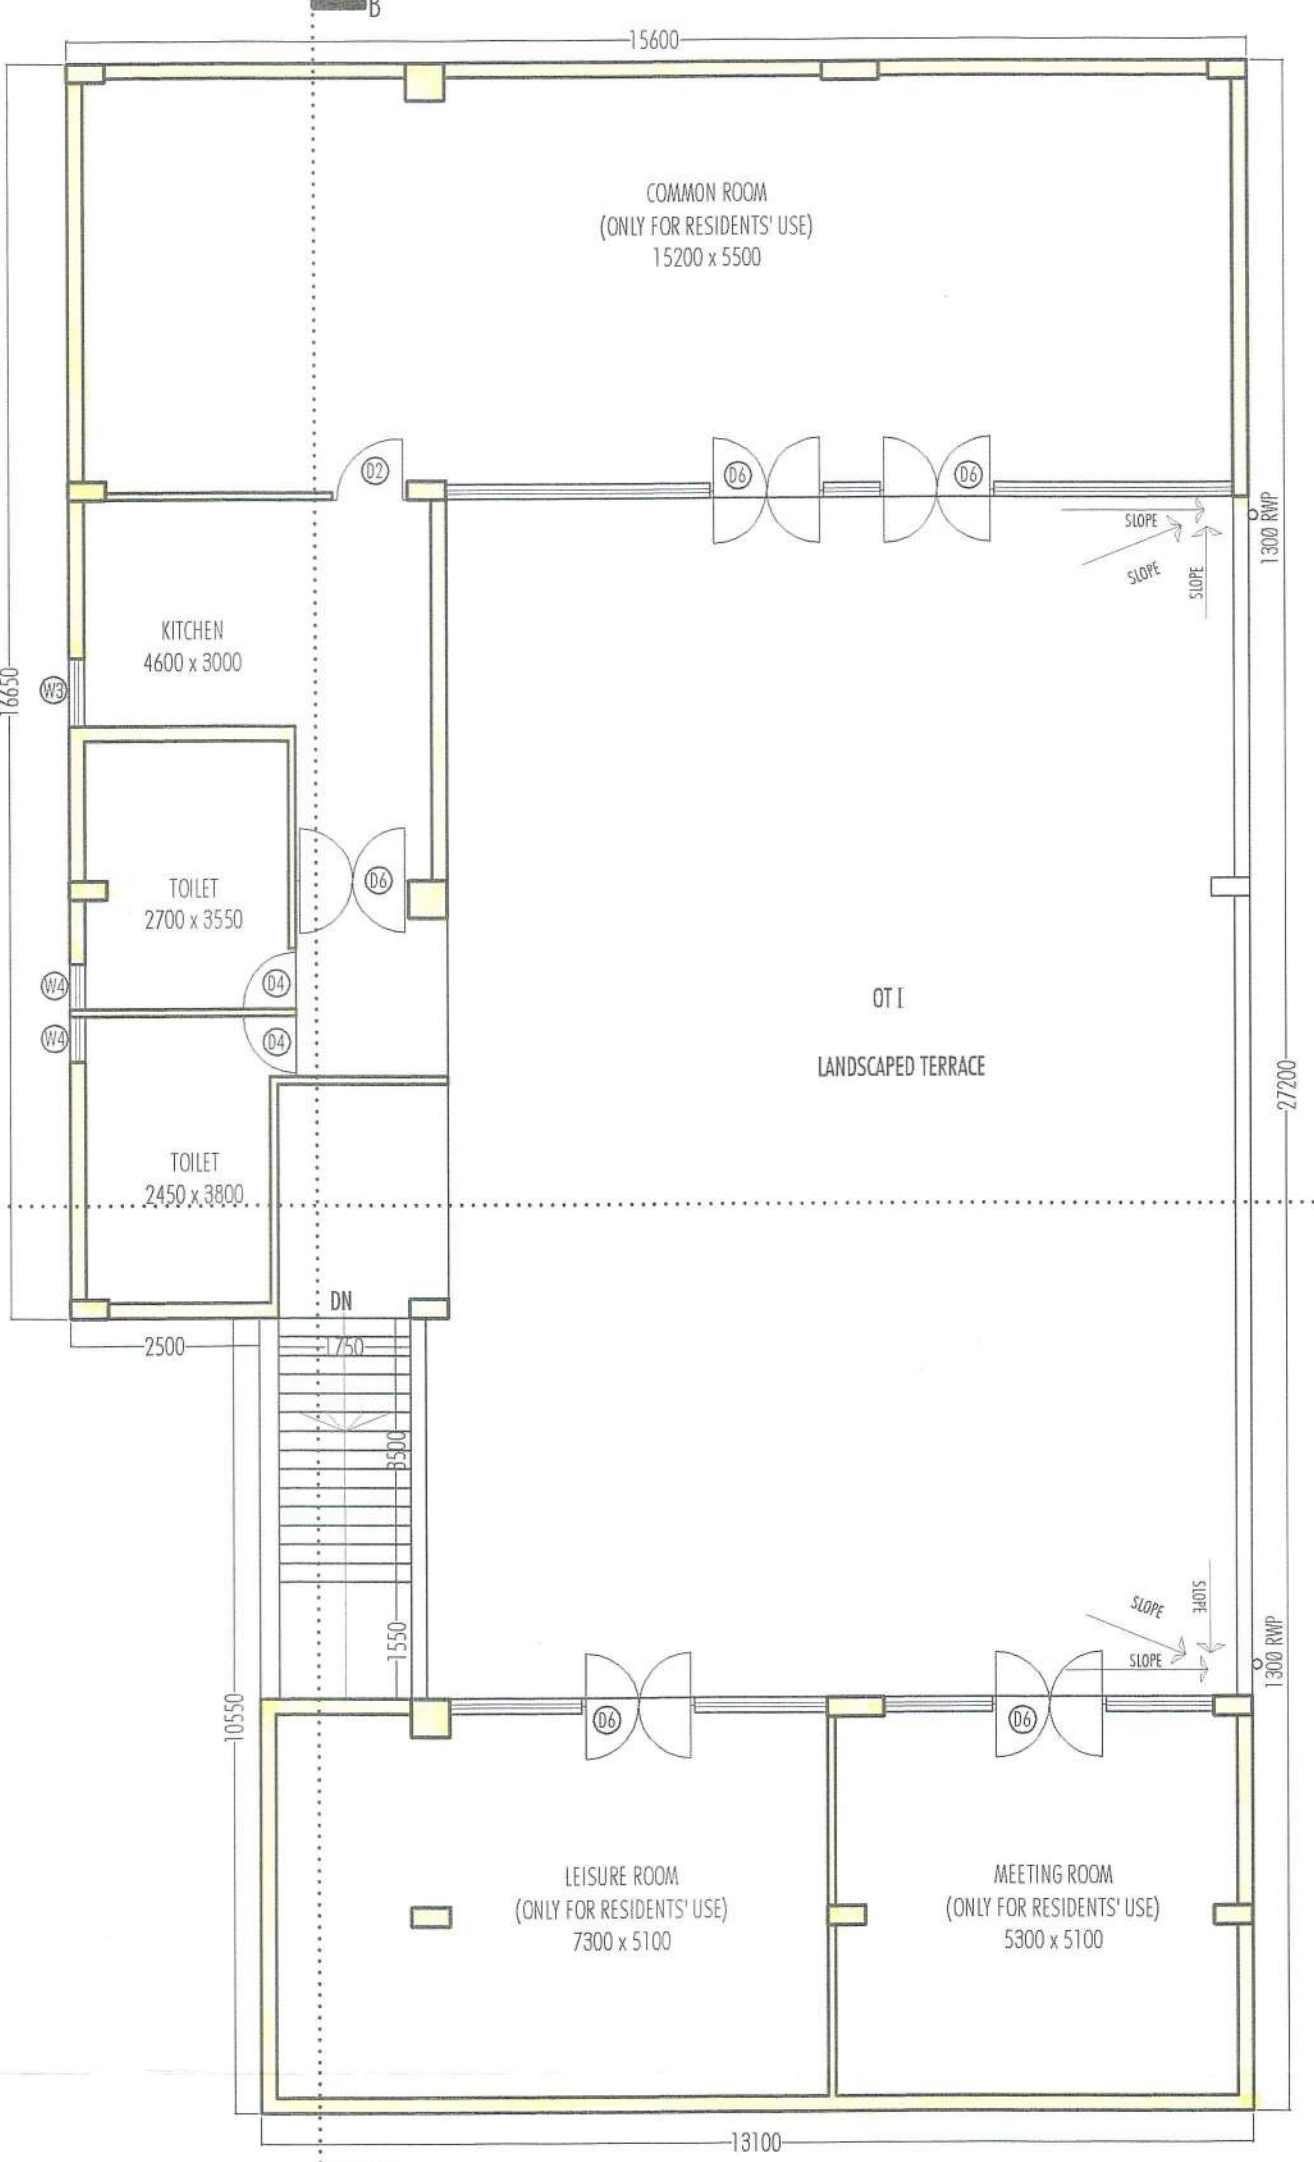 B
15600
COMMON ROOM
(ONLY FOR RESIDENTS' USE)
15200 x 5500
D2
D6
D6
SLOPE
SLOPE
SLOPE
1300 RWP
KITCHEN
4600 x 3000
W3
16650
TOILET
2700 x 3550
D6
W4
D4
W4
D4
OT I
LANDSCAPED TERRACE
27200
TOILET
2450 x 3800
DN
2500
1750
3500
1550
SLOPE
SLOPE
SLOPE
1300 RWP
10550
D6
D6
LEISURE ROOM
(ONLY FOR RESIDENTS' USE)
7300 x 5100
MEETING ROOM
(ONLY FOR RESIDENTS' USE)
5300 x 5100
13100